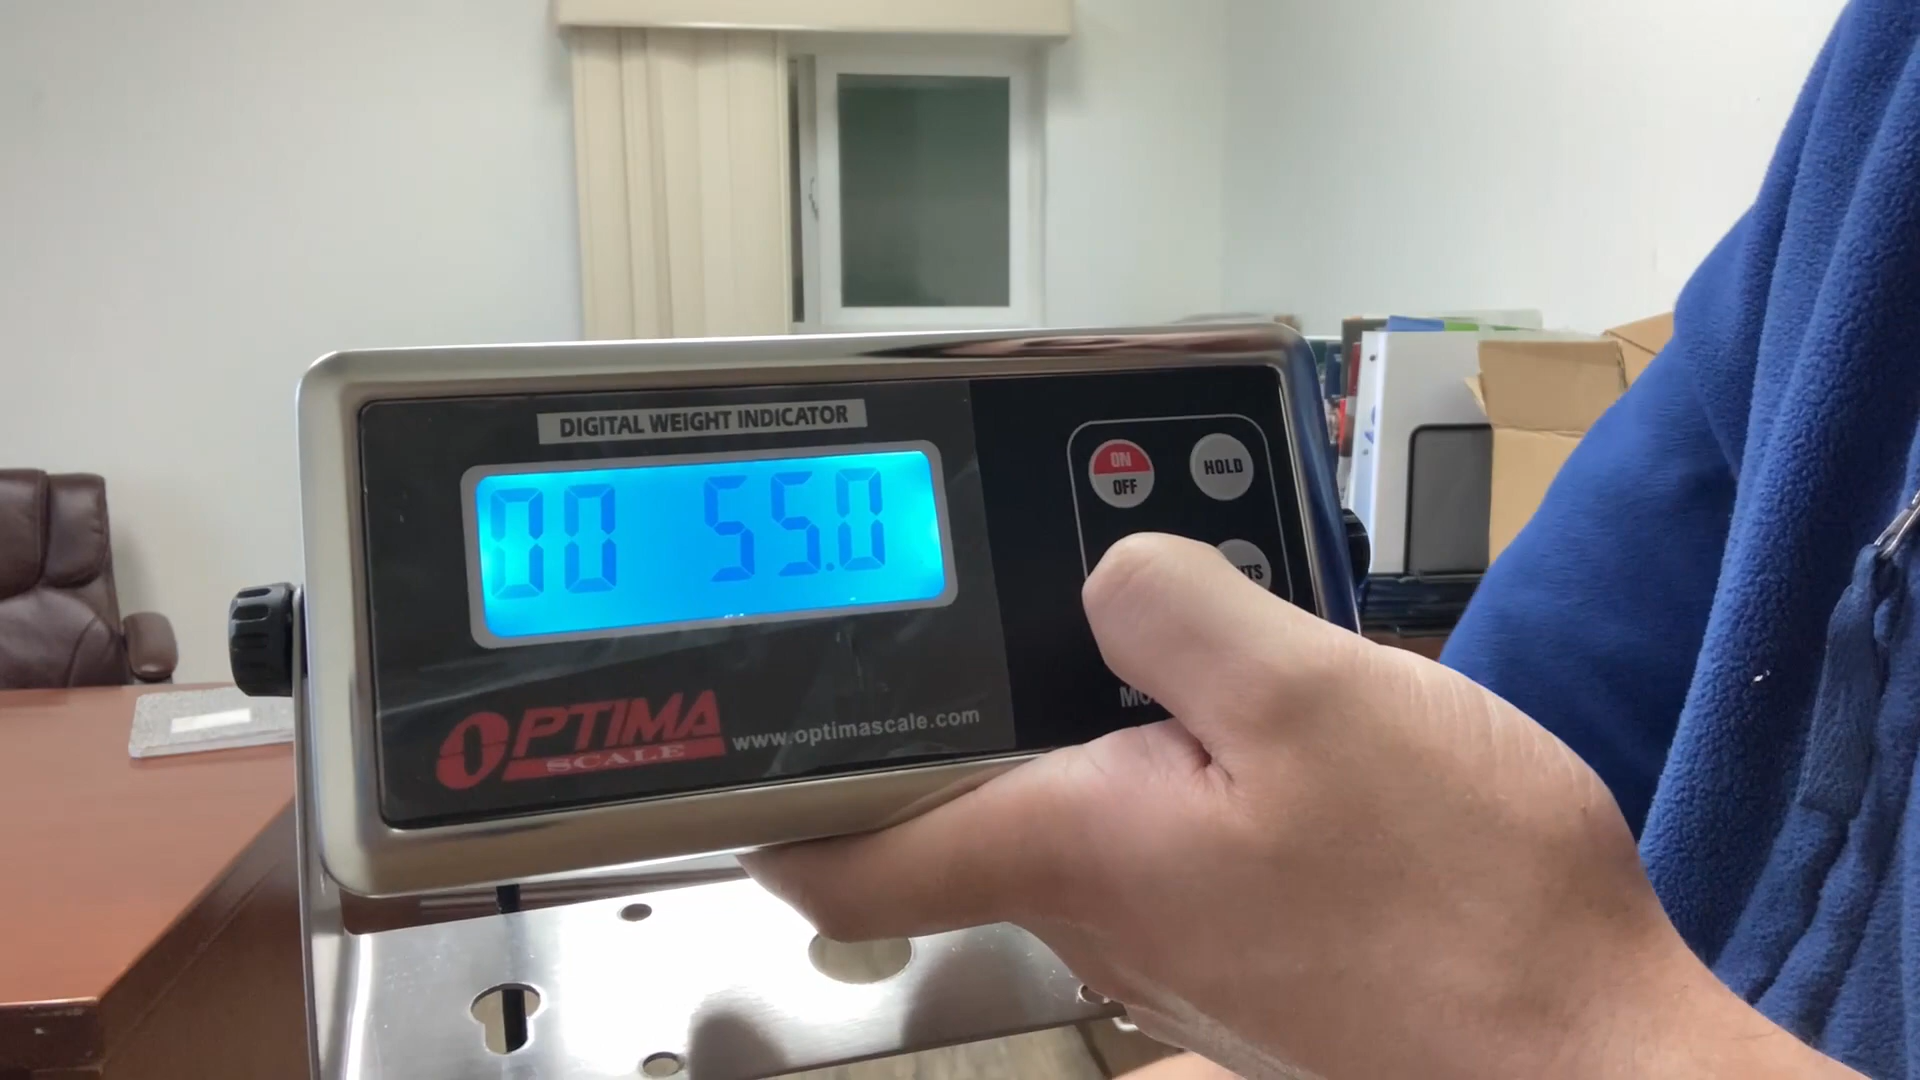 DIGITAL WEIGHT INDICATOR
00 55.0
ON
OFF
HOLD
OPTIMA
SCALE
www.optimascale.com